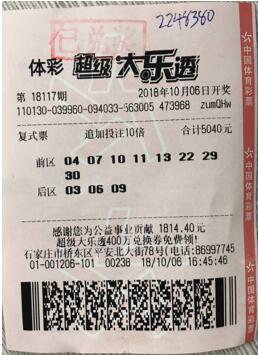 2248380
已兑奖
体彩 超级大乐透
第 18117期 2018年10月06日开奖
110130-039960-094033-563005 473968 zumQHw
复式票 追加投注10倍 合计5040元
前区 04 07 10 11 13 22 29
30
后区 03 06 09
感谢您为公益事业贡献 1814.40元
超级大乐透400万兑换券免费领!
石家庄市桥东区平安北大街78号(电话:86997745
01-001206-101 00238 18/10/06 16:45:46
中国体育彩票
中国体育彩票